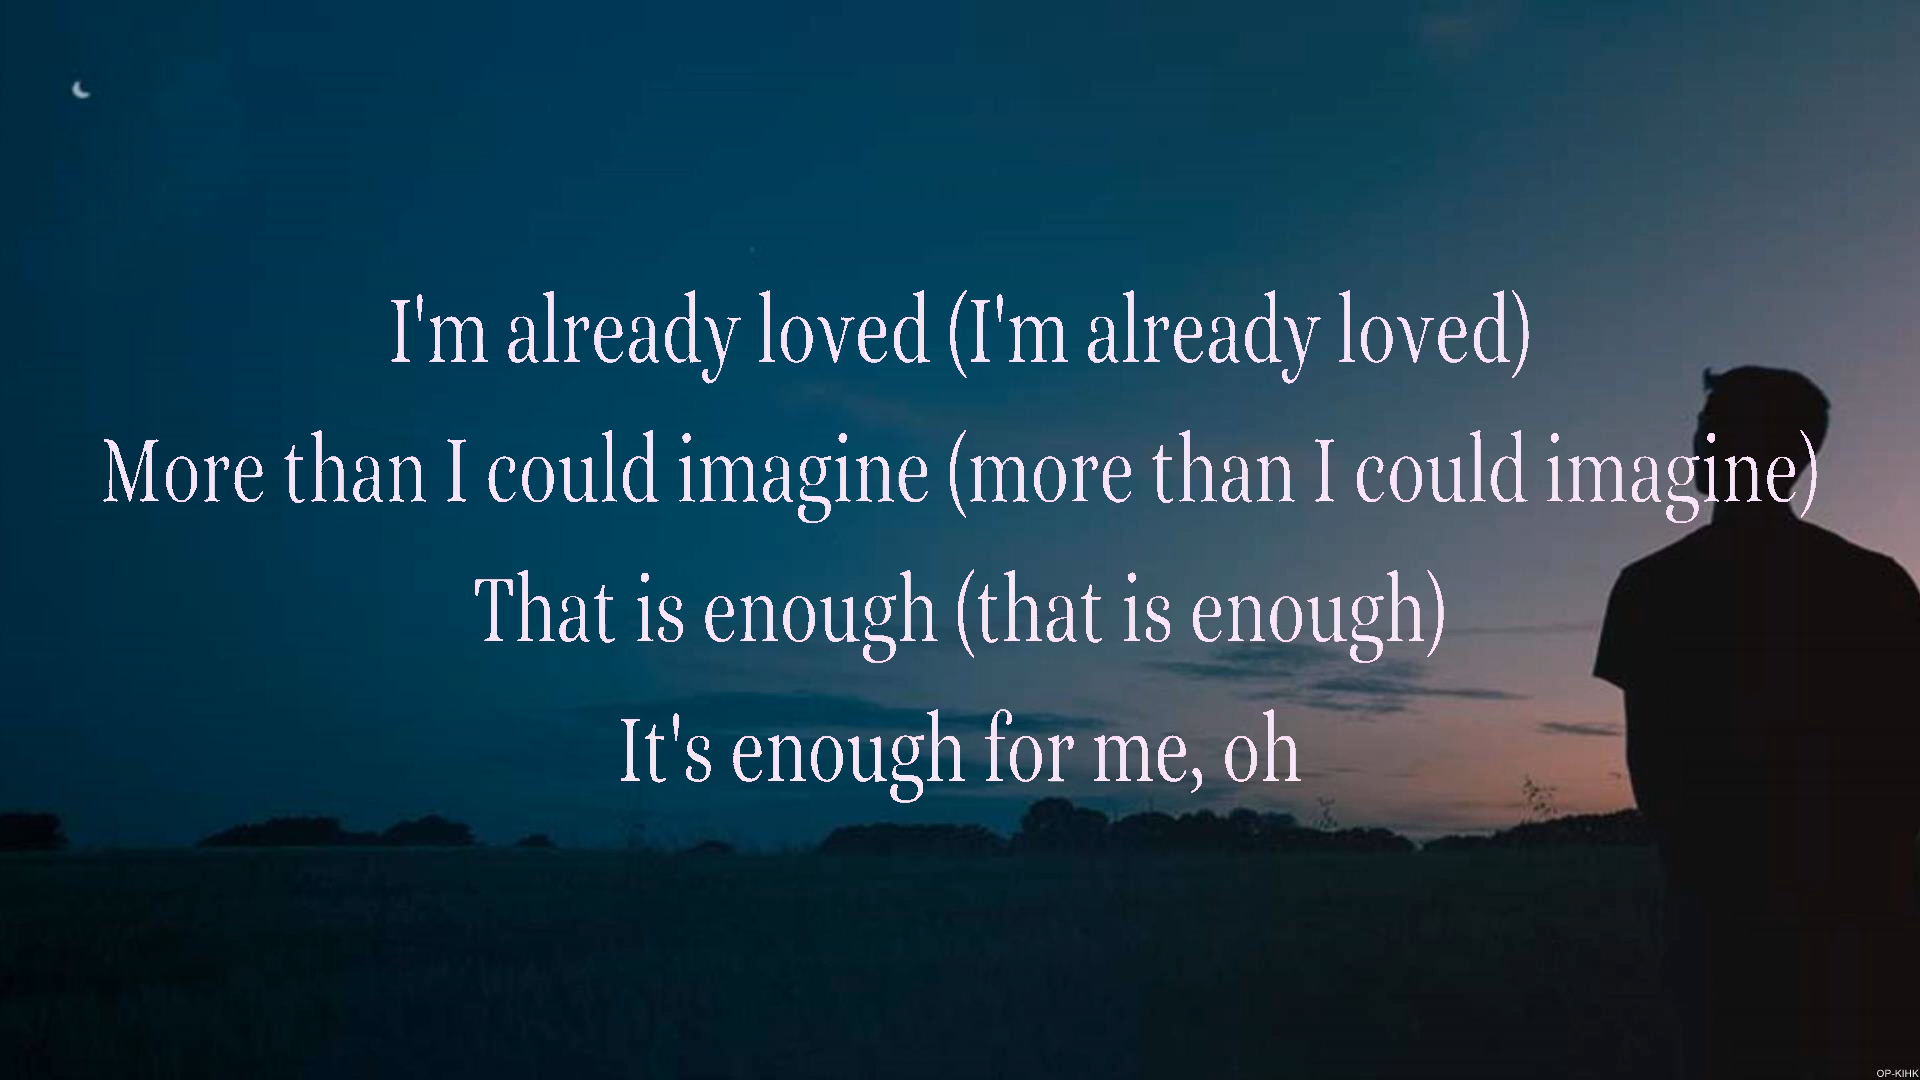 I'm already loved (I'm already loved)
More than I could imagine (more than I could imagine)
That is enough (that is enough)
It's enough for me, oh
OP-KIHK